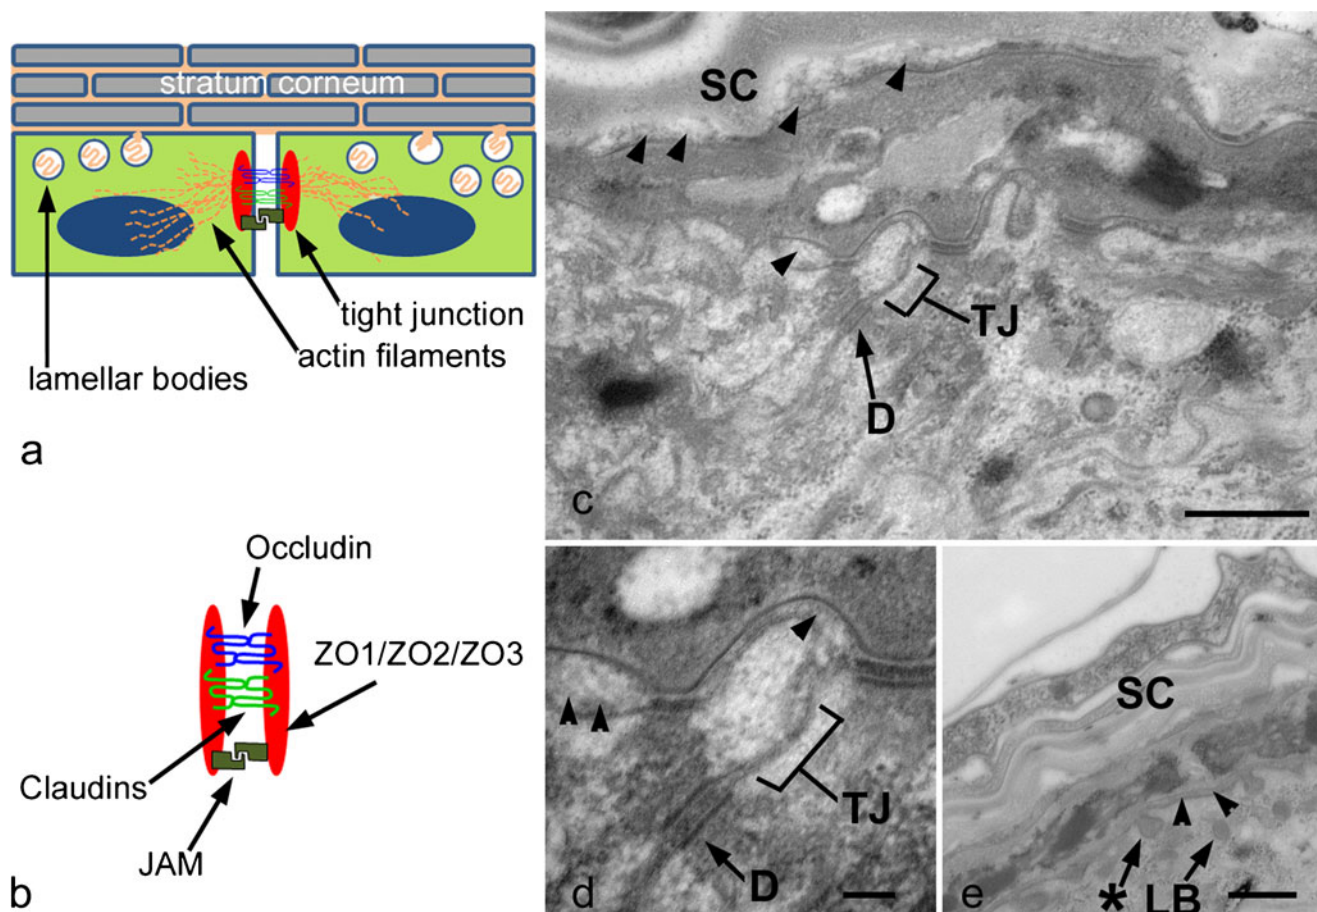 a
stratum corneum
tight junction
actin filaments
lamellar bodies
b
Occludin
ZO1/ZO2/ZO3
Claudins
JAM
c
SC
TJ
D
d
TJ
D
e
SC
* LB